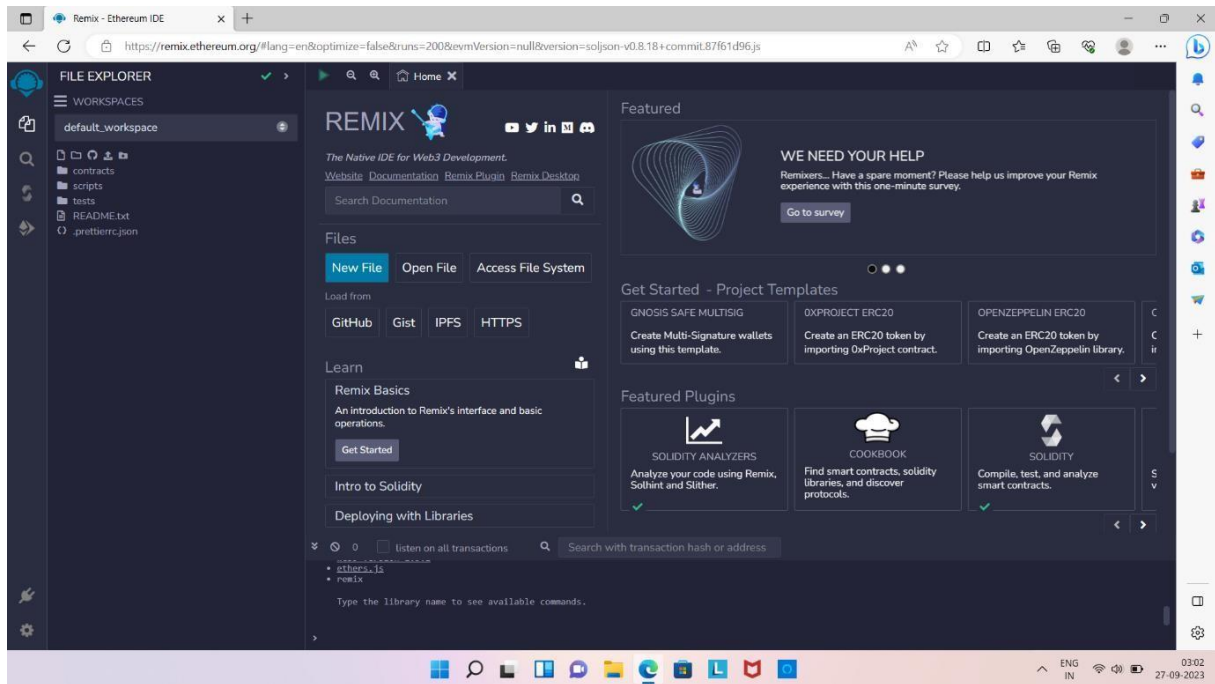 Remix - Ethereum IDE
https://remix.ethereum.org/#lang=en&optimize=false&runs=200&evmVersion=null&version=soljson-v0.8.18+commit.87f61d96.js
FILE EXPLORER
WORKSPACES
default_workspace
contracts
scripts
tests
README.txt
.prettierrc.json
Home
REMIX
The Native IDE for Web3 Development.
Website Documentation Remix Plugin Remix Desktop
Search Documentation
Files
New File Open File Access File System
Load from
GitHub Gist IPFS HTTPS
Learn
Remix Basics
An introduction to Remix's interface and basic
operations.
Get Started
Intro to Solidity
Deploying with Libraries
Featured
WE NEED YOUR HELP
Remixers... Have a spare moment? Please help us improve your Remix
experience with this one-minute survey.
Go to survey
Get Started - Project Templates
GNOSIS SAFE MULTISIG
Create Multi-Signature wallets
using this template.
0XPROJECT ERC20
Create an ERC20 token by
importing 0xProject contract.
OPENZEPPELIN ERC20
Create an ERC20 token by
importing OpenZeppelin library.
Featured Plugins
SOLIDITY ANALYZERS
Analyze your code using Remix,
Solhint and Slither.
COOKBOOK
Find smart contracts, solidity
libraries, and discover
protocols.
SOLIDITY
Compile, test, and analyze
smart contracts.
0 listen on all transactions Search with transaction hash or address
ethers.js
remix
Type the library name to see available commands.
>
ENG
IN
03:02
27-09-2023